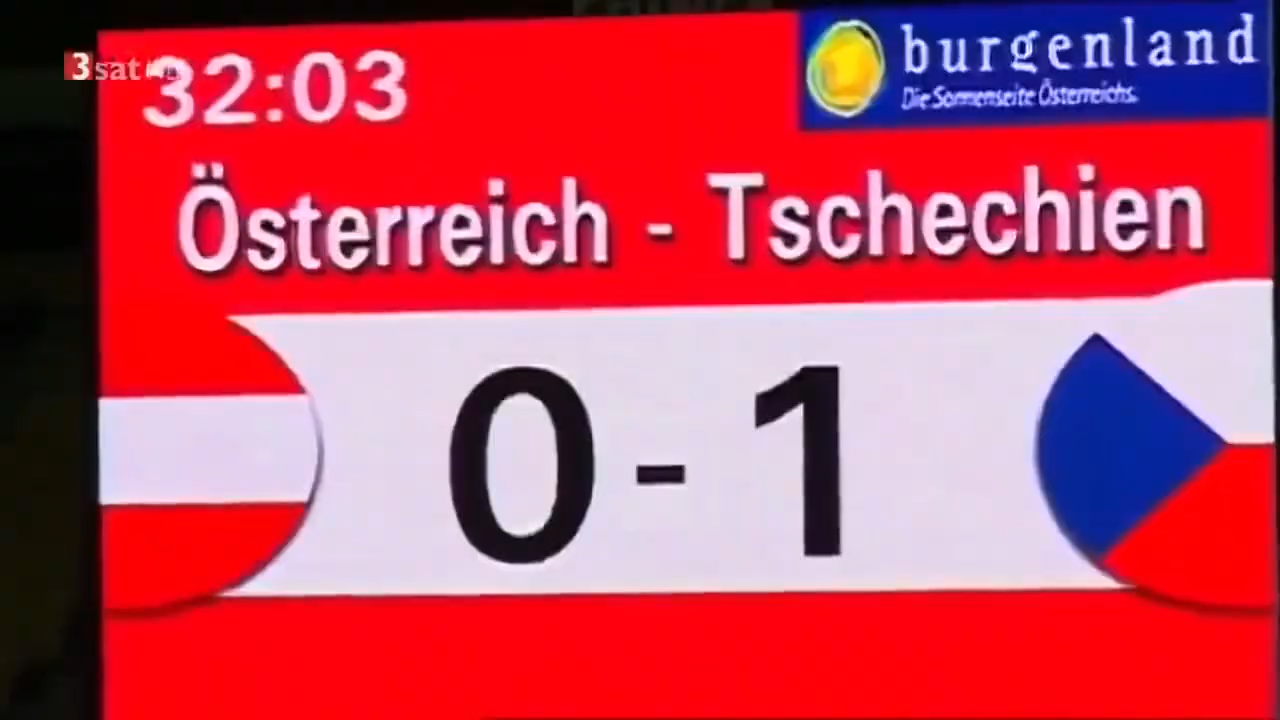 3sat
32:03
burgenland
Die Sonnenseite Österreichs.
Österreich - Tschechien
0 - 1